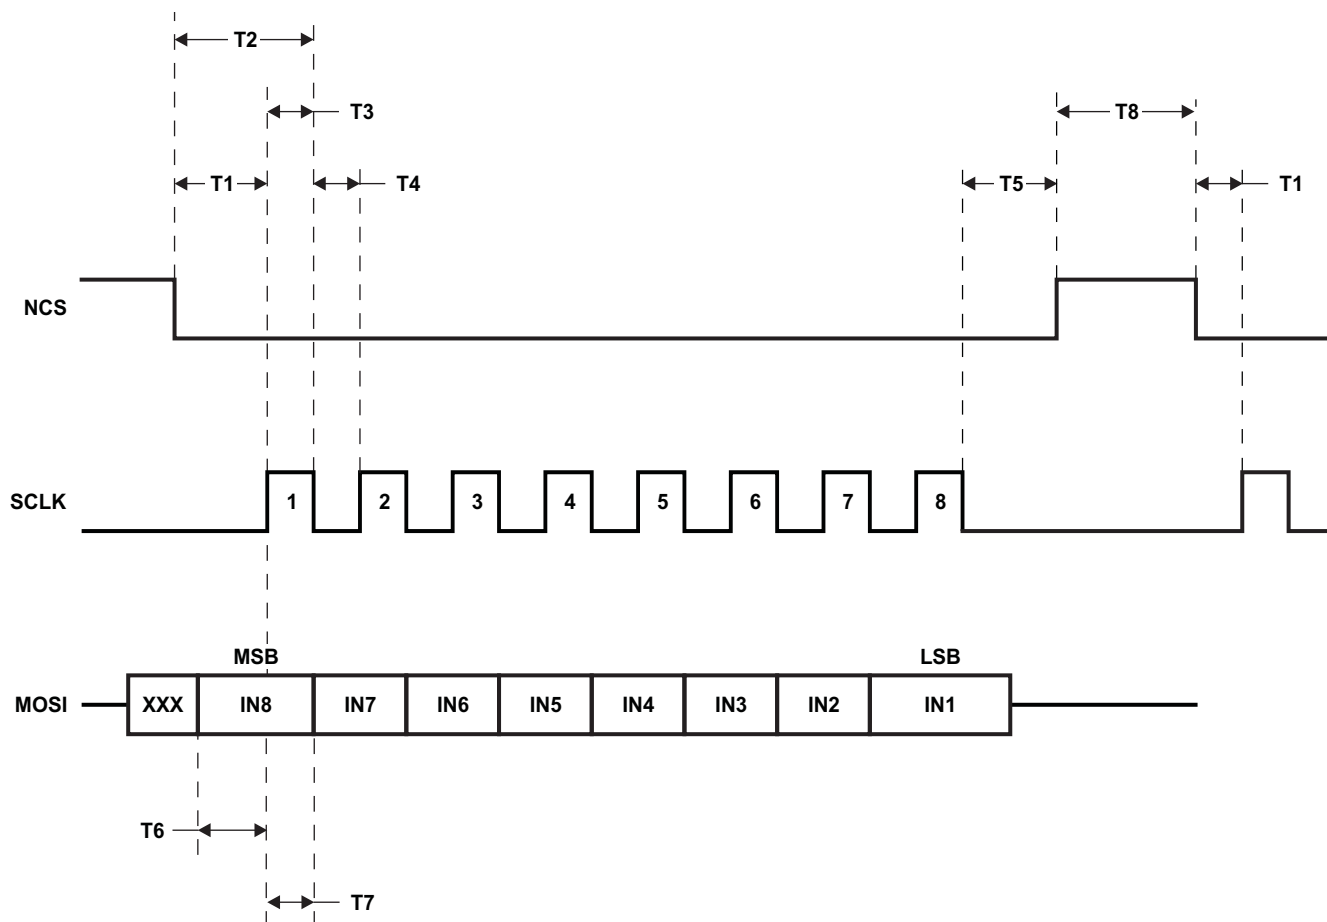 T2
T3
T8
T1
T4
T5
T1
NCS
SCLK 1 2 3 4 5 6 7 8
MSB LSB
MOSI XXX IN8 IN7 IN6 IN5 IN4 IN3 IN2 IN1
T6
T7